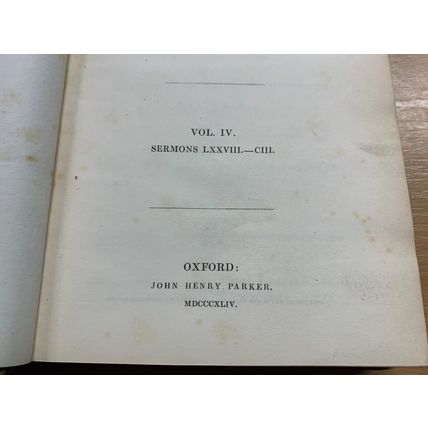 VOL. IV.
SERMONS LXXVIII.—CIII.
OXFORD:
JOHN HENRY PARKER.
MDCCCXLIV.